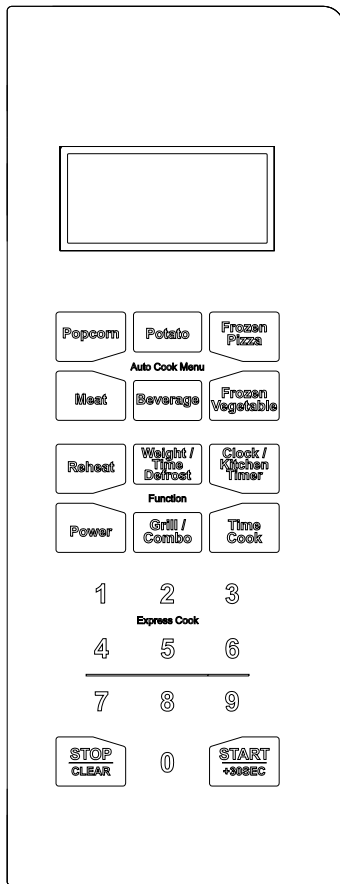 Popcorn
Potato
Frozen
Pizza
Auto Cook Menu
Meat
Beverage
Frozen
Vegetable
Reheat
Weight /
Time
Defrost
Clock /
Kitchen
Timer
Function
Power
Grill /
Combo
Time
Cook
1 2 3
Express Cook
4 5 6
7 8 9
STOP
CLEAR
0
START
+30SEC